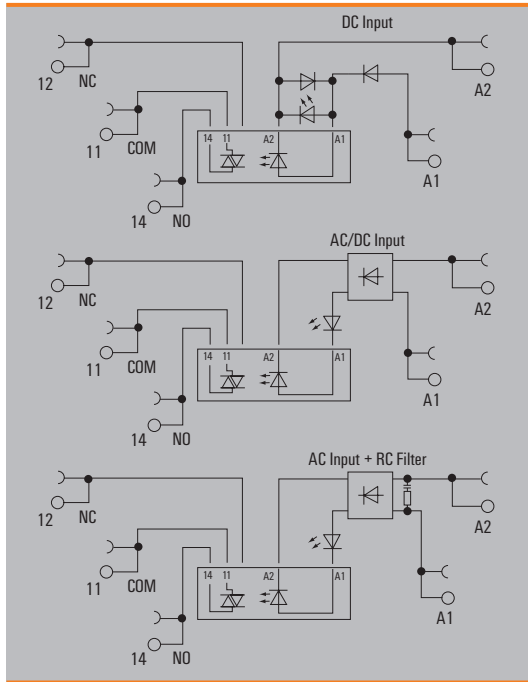 DC Input
12 NC
A2
11 COM
14 11 A2 A1
A1
14 NO
AC/DC Input
12 NC
A2
11 COM
14 11 A2 A1
A1
14 NO
AC Input + RC Filter
12 NC
A2
11 COM
14 11 A2 A1
A1
14 NO